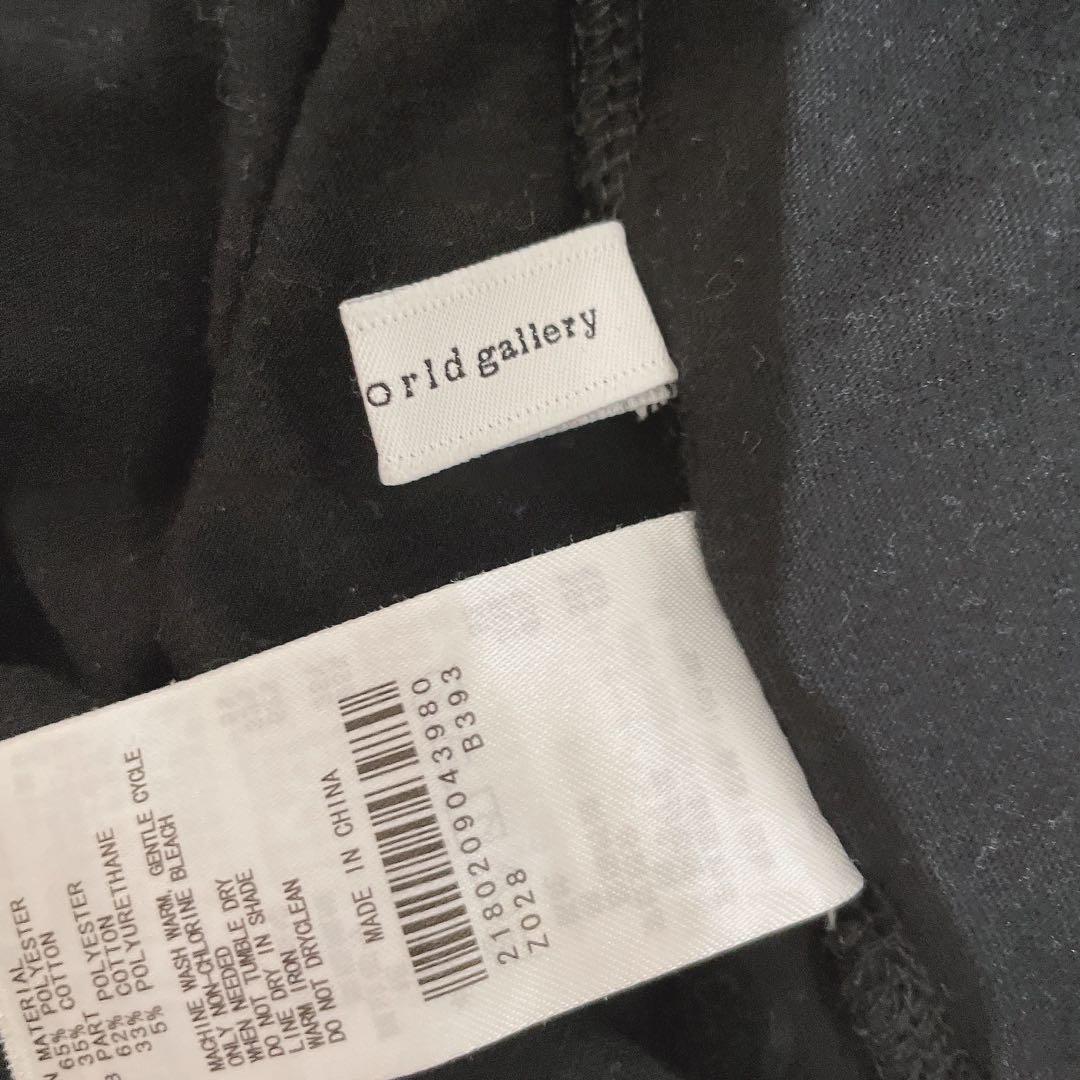 orld gallery
MATERIAL
65% POLYESTER
35% COTTON
PART
62% POLYESTER
33% COTTON
5% POLYURETHANE
MACHINE WASH WARM, GENTLE CYCLE
ONLY NON-CHLORINE BLEACH
WHEN NEEDED
DO NOT TUMBLE DRY
LINE DRY IN SHADE
WARM IRON
DO NOT DRYCLEAN
MADE IN CHINA
2180209043980
Z028 B393